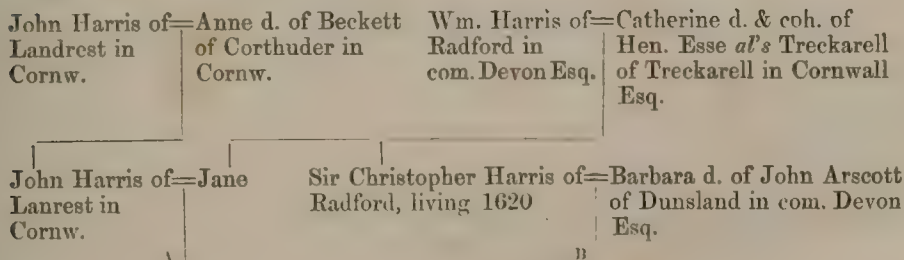 John Harris of=Anne d. of Beckett
Landrest in of Corthuder in
Cornw. Cornw.
Wm. Harris of=Catherine d. & coh. of
Radford in Hen. Esse al's Treckarell
com. Devon Esq. of Treckarell in Cornwall
Esq.
John Harris of=Jane
Lanrest in
Cornw.
Sir Christopher Harris of=Barbara d. of John Arscott
Radford, living 1620 of Dunsland in com. Devon
Esq.
B